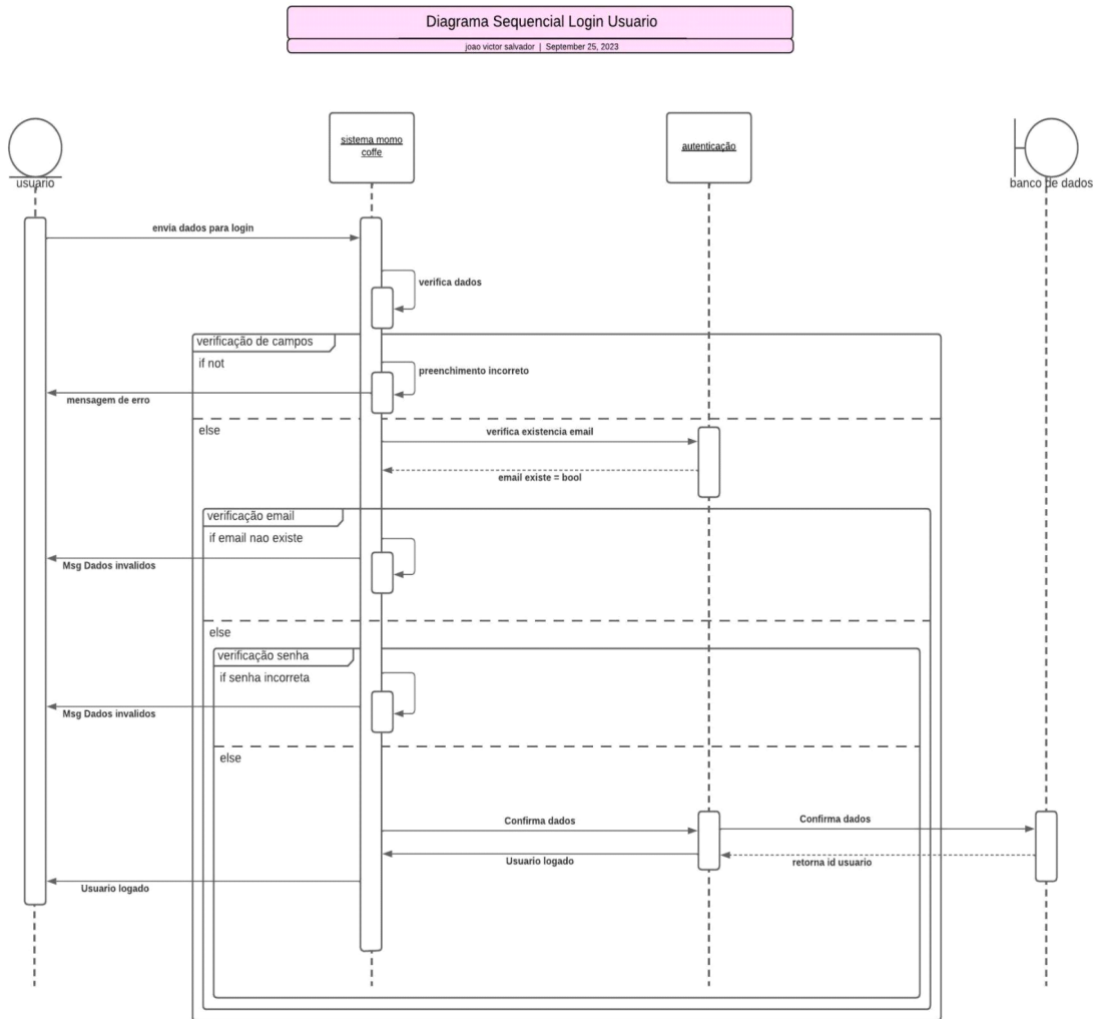 Diagrama Sequencial Login Usuario
joao victor salvador | September 25, 2023
usuario
sistema momo
coffe
autenticação
banco de dados
envia dados para login
verifica dados
verificação de campos
if not
preenchimento incorreto
mensagem de erro
else
verifica existencia email
email existe = bool
verificação email
if email nao existe
Msg Dados invalidos
else
verificação senha
if senha incorreta
Msg Dados invalidos
else
Confirma dados
Confirma dados
Usuario logado
retorna id usuario
Usuario logado